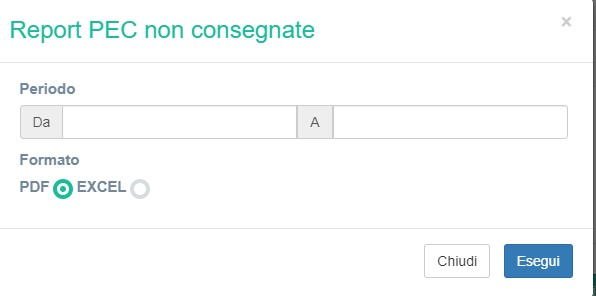 Report PEC non consegnate ×
Periodo
Da A
Formato
PDF EXCEL
Chiudi Esegui